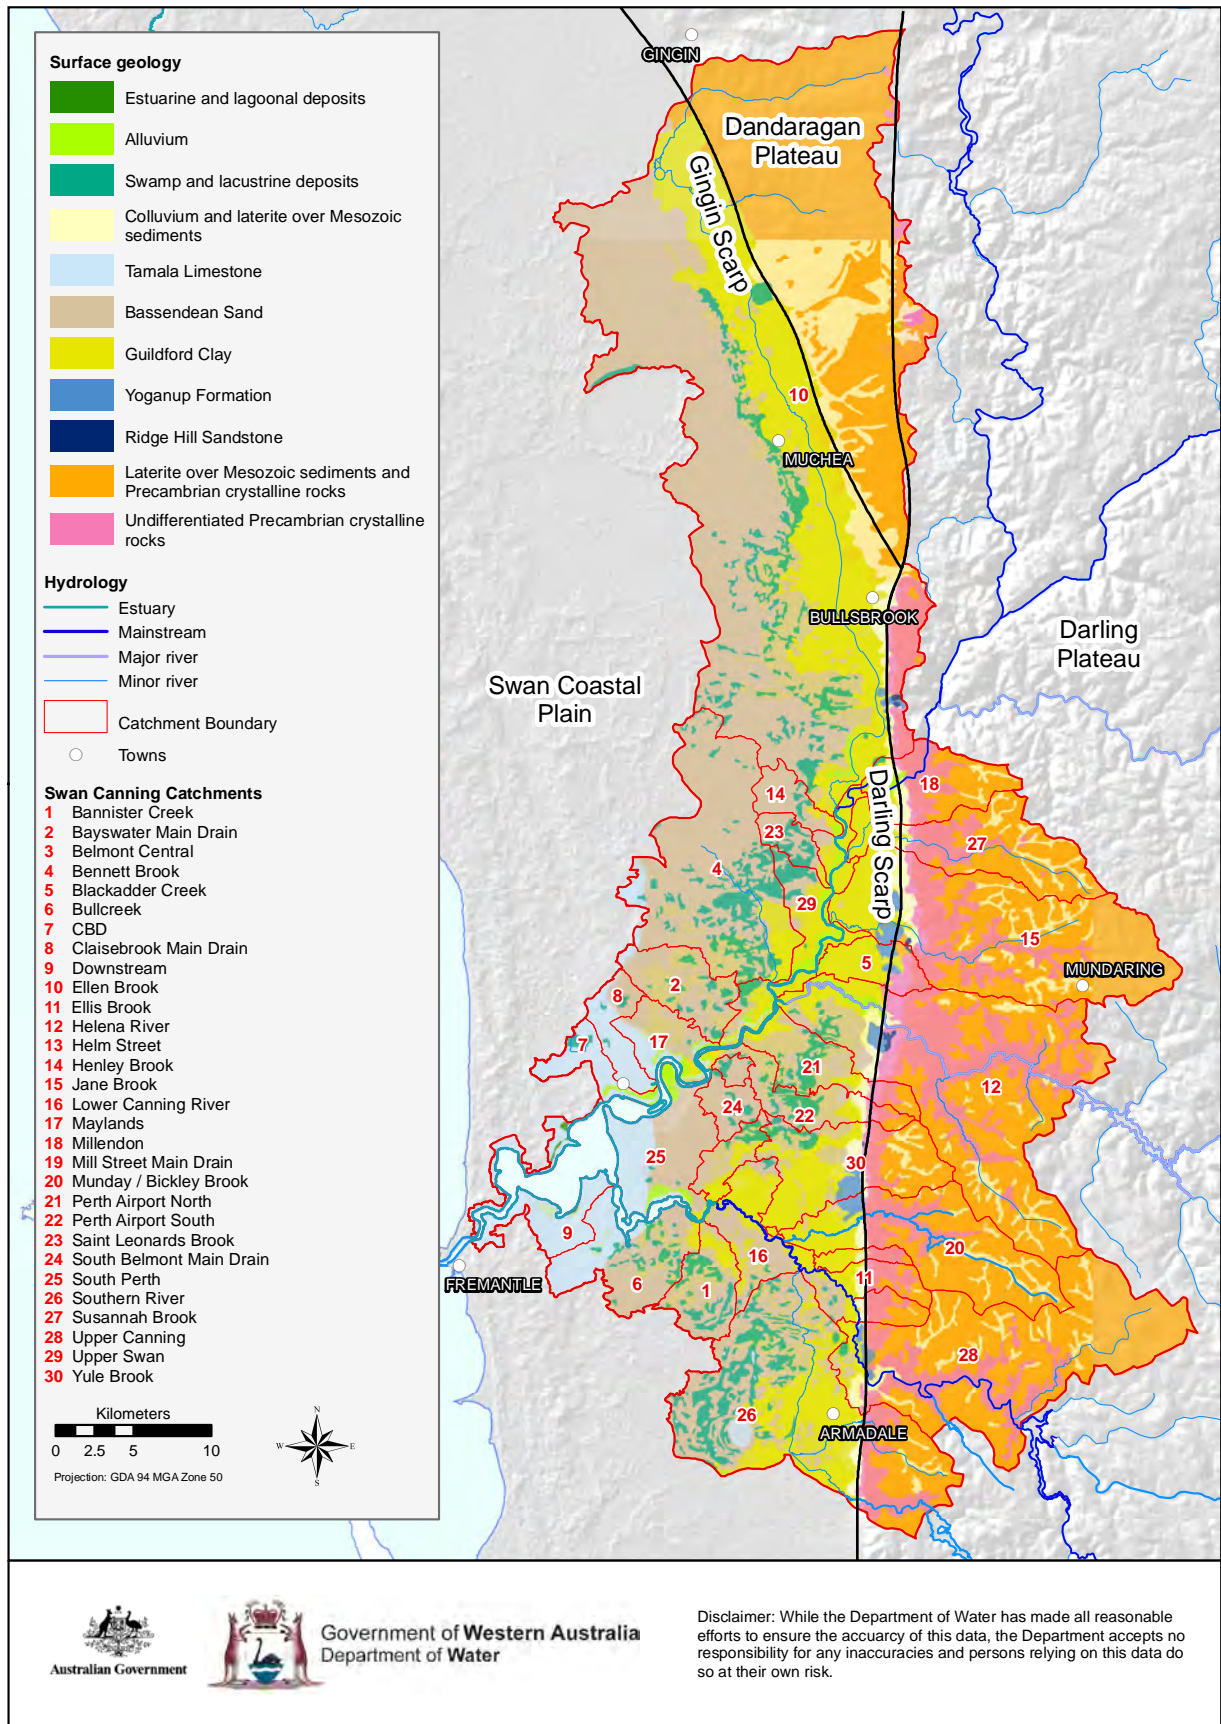 Surface geology
Estuarine and lagoonal deposits
Alluvium
Swamp and lacustrine deposits
Colluvium and laterite over Mesozoic
sediments
Tamala Limestone
Bassendean Sand
Guildford Clay
Yoganup Formation
Ridge Hill Sandstone
Laterite over Mesozoic sediments and
Precambrian crystalline rocks
Undifferentiated Precambrian crystalline
rocks
Hydrology
Estuary
Mainstream
Major river
Minor river
Catchment Boundary
Towns
Swan Canning Catchments
1 Bannister Creek
2 Bayswater Main Drain
3 Belmont Central
4 Bennett Brook
5 Blackadder Creek
6 Bullcreek
7 CBD
8 Claisebrook Main Drain
9 Downstream
10 Ellen Brook
11 Ellis Brook
12 Helena River
13 Helm Street
14 Henley Brook
15 Jane Brook
16 Lower Canning River
17 Maylands
18 Millendon
19 Mill Street Main Drain
20 Munday / Bickley Brook
21 Perth Airport North
22 Perth Airport South
23 Saint Leonards Brook
24 South Belmont Main Drain
25 South Perth
26 Southern River
27 Susannah Brook
28 Upper Canning
29 Upper Swan
30 Yule Brook
Kilometers
0 2.5 5 10
Projection: GDA 94 MGA Zone 50
N
W E
S
GINGIN
Dandaragan
Plateau
Gingin Scarp
10
MUCHEA
BULLSBROOK
Darling
Plateau
Swan Coastal
Plain
Darling Scarp
18
14
23
27
4
29
15
5
MUNDARING
2
8
7
17
21
12
24
22
25
30
9
16
20
FREMANTLE
6
1
11
28
26
ARMADALE
Australian Government
Government of Western Australia
Department of Water
Disclaimer: While the Department of Water has made all reasonable
efforts to ensure the accuarcy of this data, the Department accepts no
responsibility for any inaccuracies and persons relying on this data do
so at their own risk.